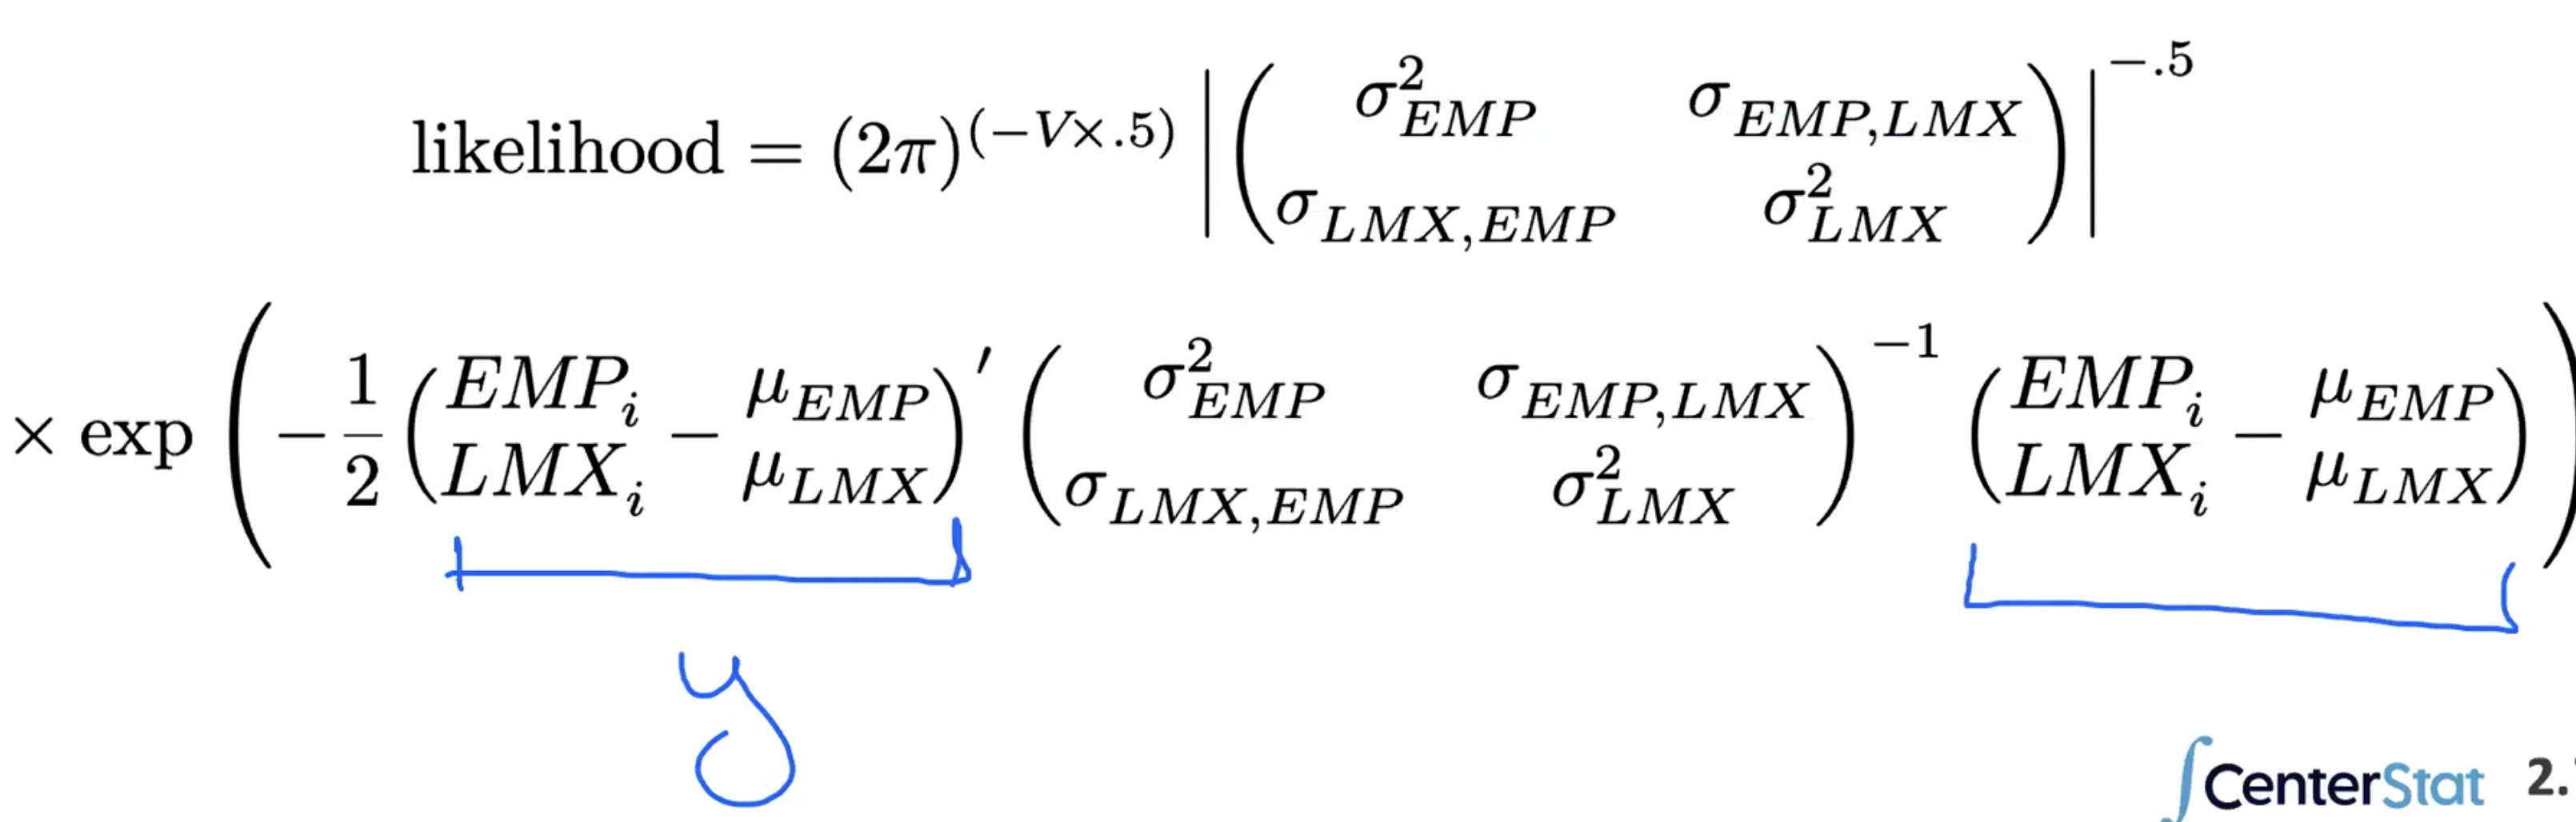 likelihood = (2π)^(−V×.5) |(σ²_EMP σ_EMP,LMX
σ_LMX,EMP σ²_LMX)|^−.5
× exp (−1/2 (EMP_i − μ_EMP
LMX_i − μ_LMX)′ (σ²_EMP σ_EMP,LMX
σ_LMX,EMP σ²_LMX)^−1 (EMP_i − μ_EMP
LMX_i − μ_LMX))
y
CenterStat 2.